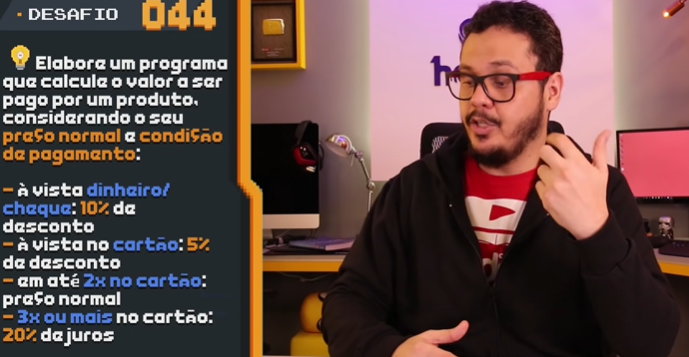 DESAFIO 044
Elabore um programa
que calcule o valor a ser
pago por um produto,
considerando o seu
preço normal e condição
de pagamento:
- à vista dinheiro/
cheque: 10% de
desconto
- à vista no cartão: 5%
de desconto
- em até 2x no cartão:
preço normal
- 3x ou mais no cartão:
20% de juros